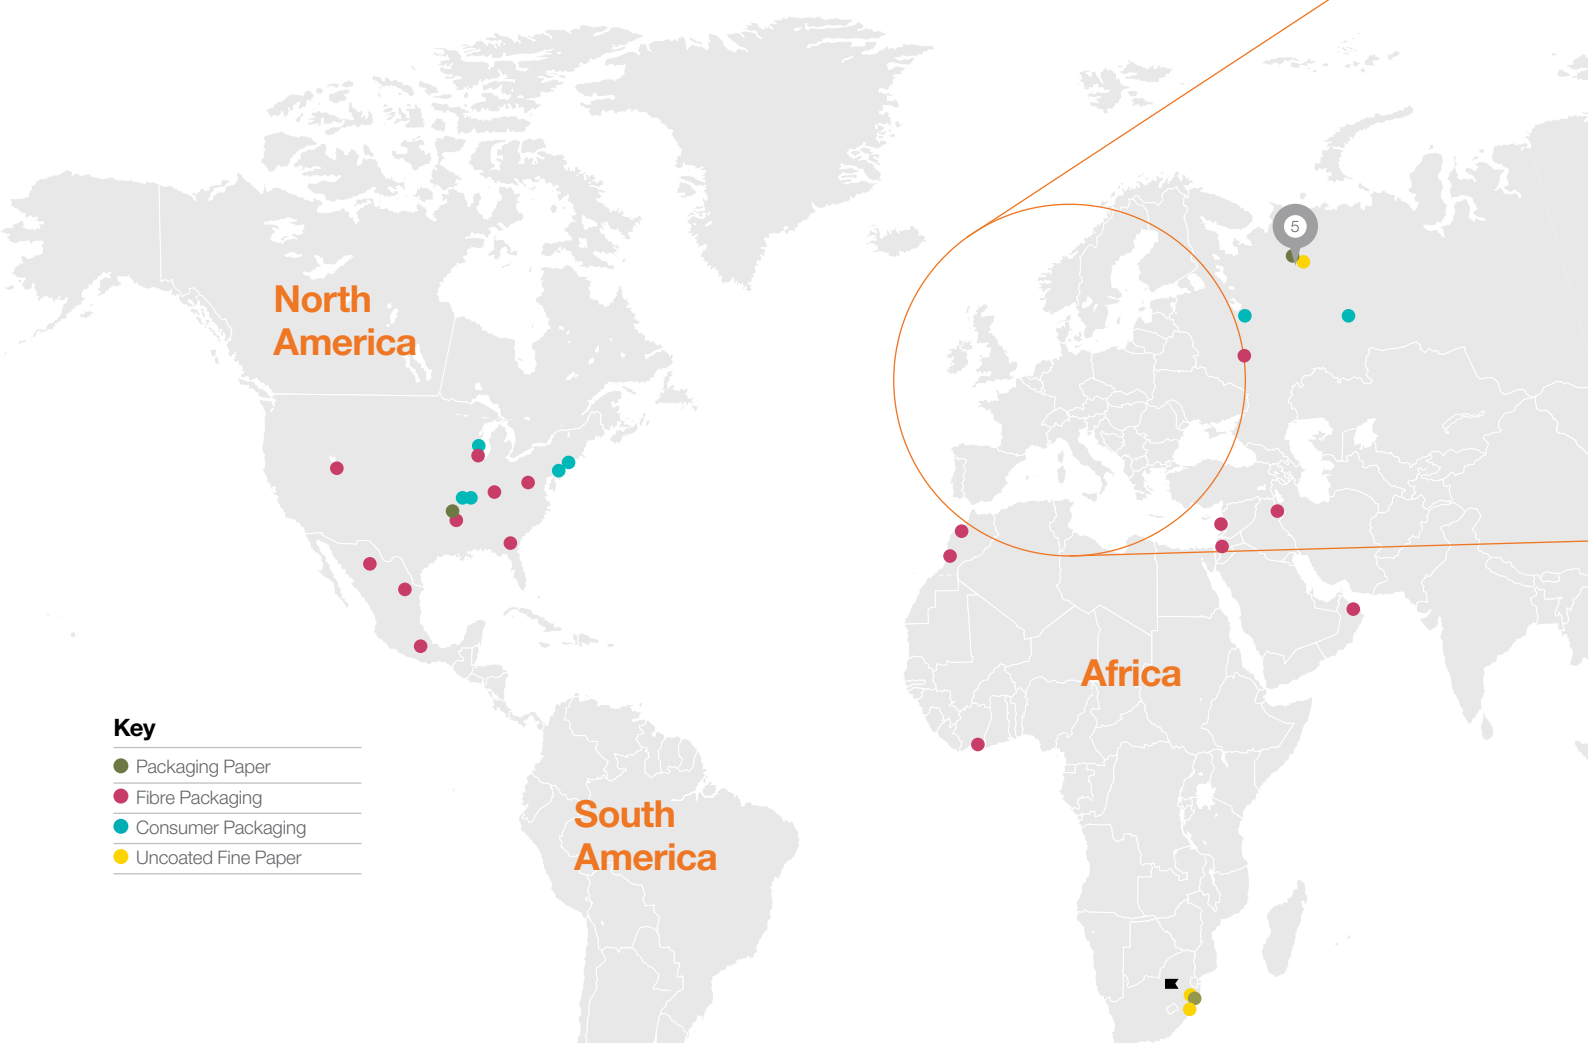 5
North
America
Africa
Key
Packaging Paper
Fibre Packaging
Consumer Packaging
Uncoated Fine Paper
South
America